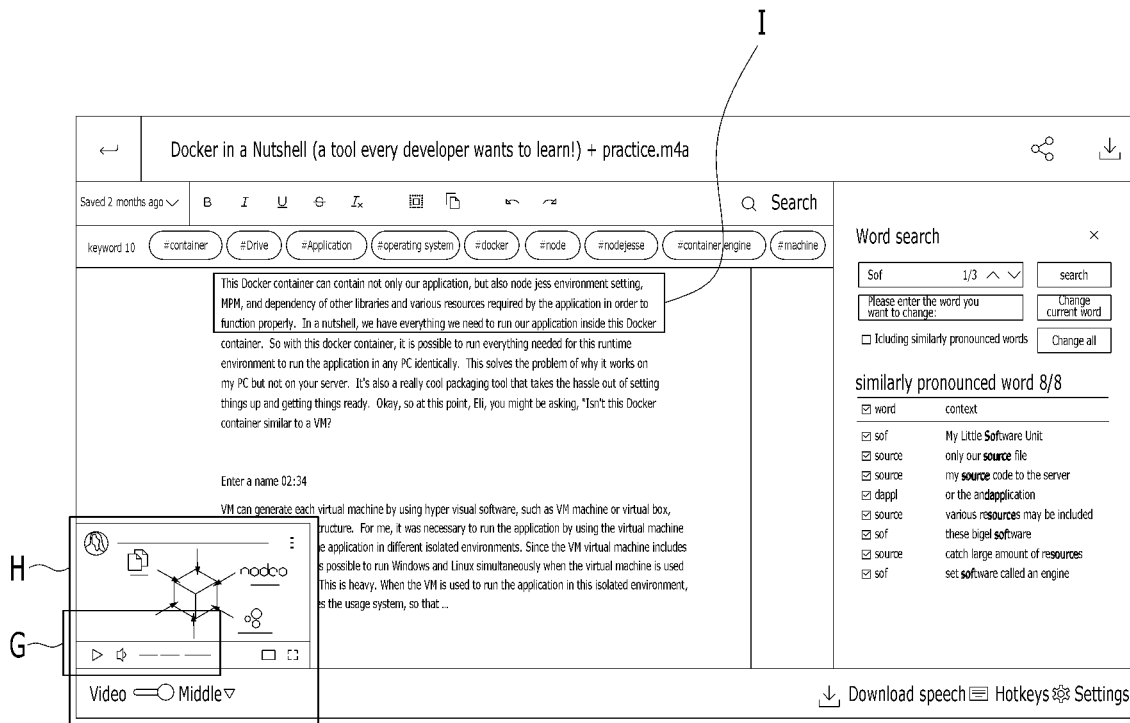 I
Docker in a Nutshell (a tool every developer wants to learn!) + practice.m4a
Saved 2 months ago
B I U S Ix
Search
keyword 10 #container #Drive #Application #operating system #docker #node #nodejesse #container engine #machine
This Docker container can contain not only our application, but also node jess environment setting,
MPM, and dependency of other libraries and various resources required by the application in order to
function properly. In a nutshell, we have everything we need to run our application inside this Docker
container. So with this docker container, it is possible to run everything needed for this runtime
environment to run the application in any PC identically. This solves the problem of why it works on
my PC but not on your server. It's also a really cool packaging tool that takes the hassle out of setting
things up and getting things ready. Okay, so at this point, Eli, you might be asking, "Isn't this Docker
container similar to a VM?
Enter a name 02:34
VM can generate each virtual machine by using hyper visual software, such as VM machine or virtual box,
tructure. For me, it was necessary to run the application by using the virtual machine
e application in different isolated environments. Since the VM virtual machine includes
s possible to run Windows and Linux simultaneously when the virtual machine is used
This is heavy. When the VM is used to run the application in this isolated environment,
s the usage system, so that ...
Word search
Sof 1/3 search
Please enter the word you
want to change:
Change
current word
Icluding similarly pronounced words
Change all
similarly pronounced word 8/8
word context
sof My Little Software Unit
source only our source file
source my source code to the server
dappl or the andapplication
source various resources may be included
sof these bigel software
source catch large amount of resources
sof set software called an engine
H
nodco
G
Video Middle
Download speech Hotkeys Settings